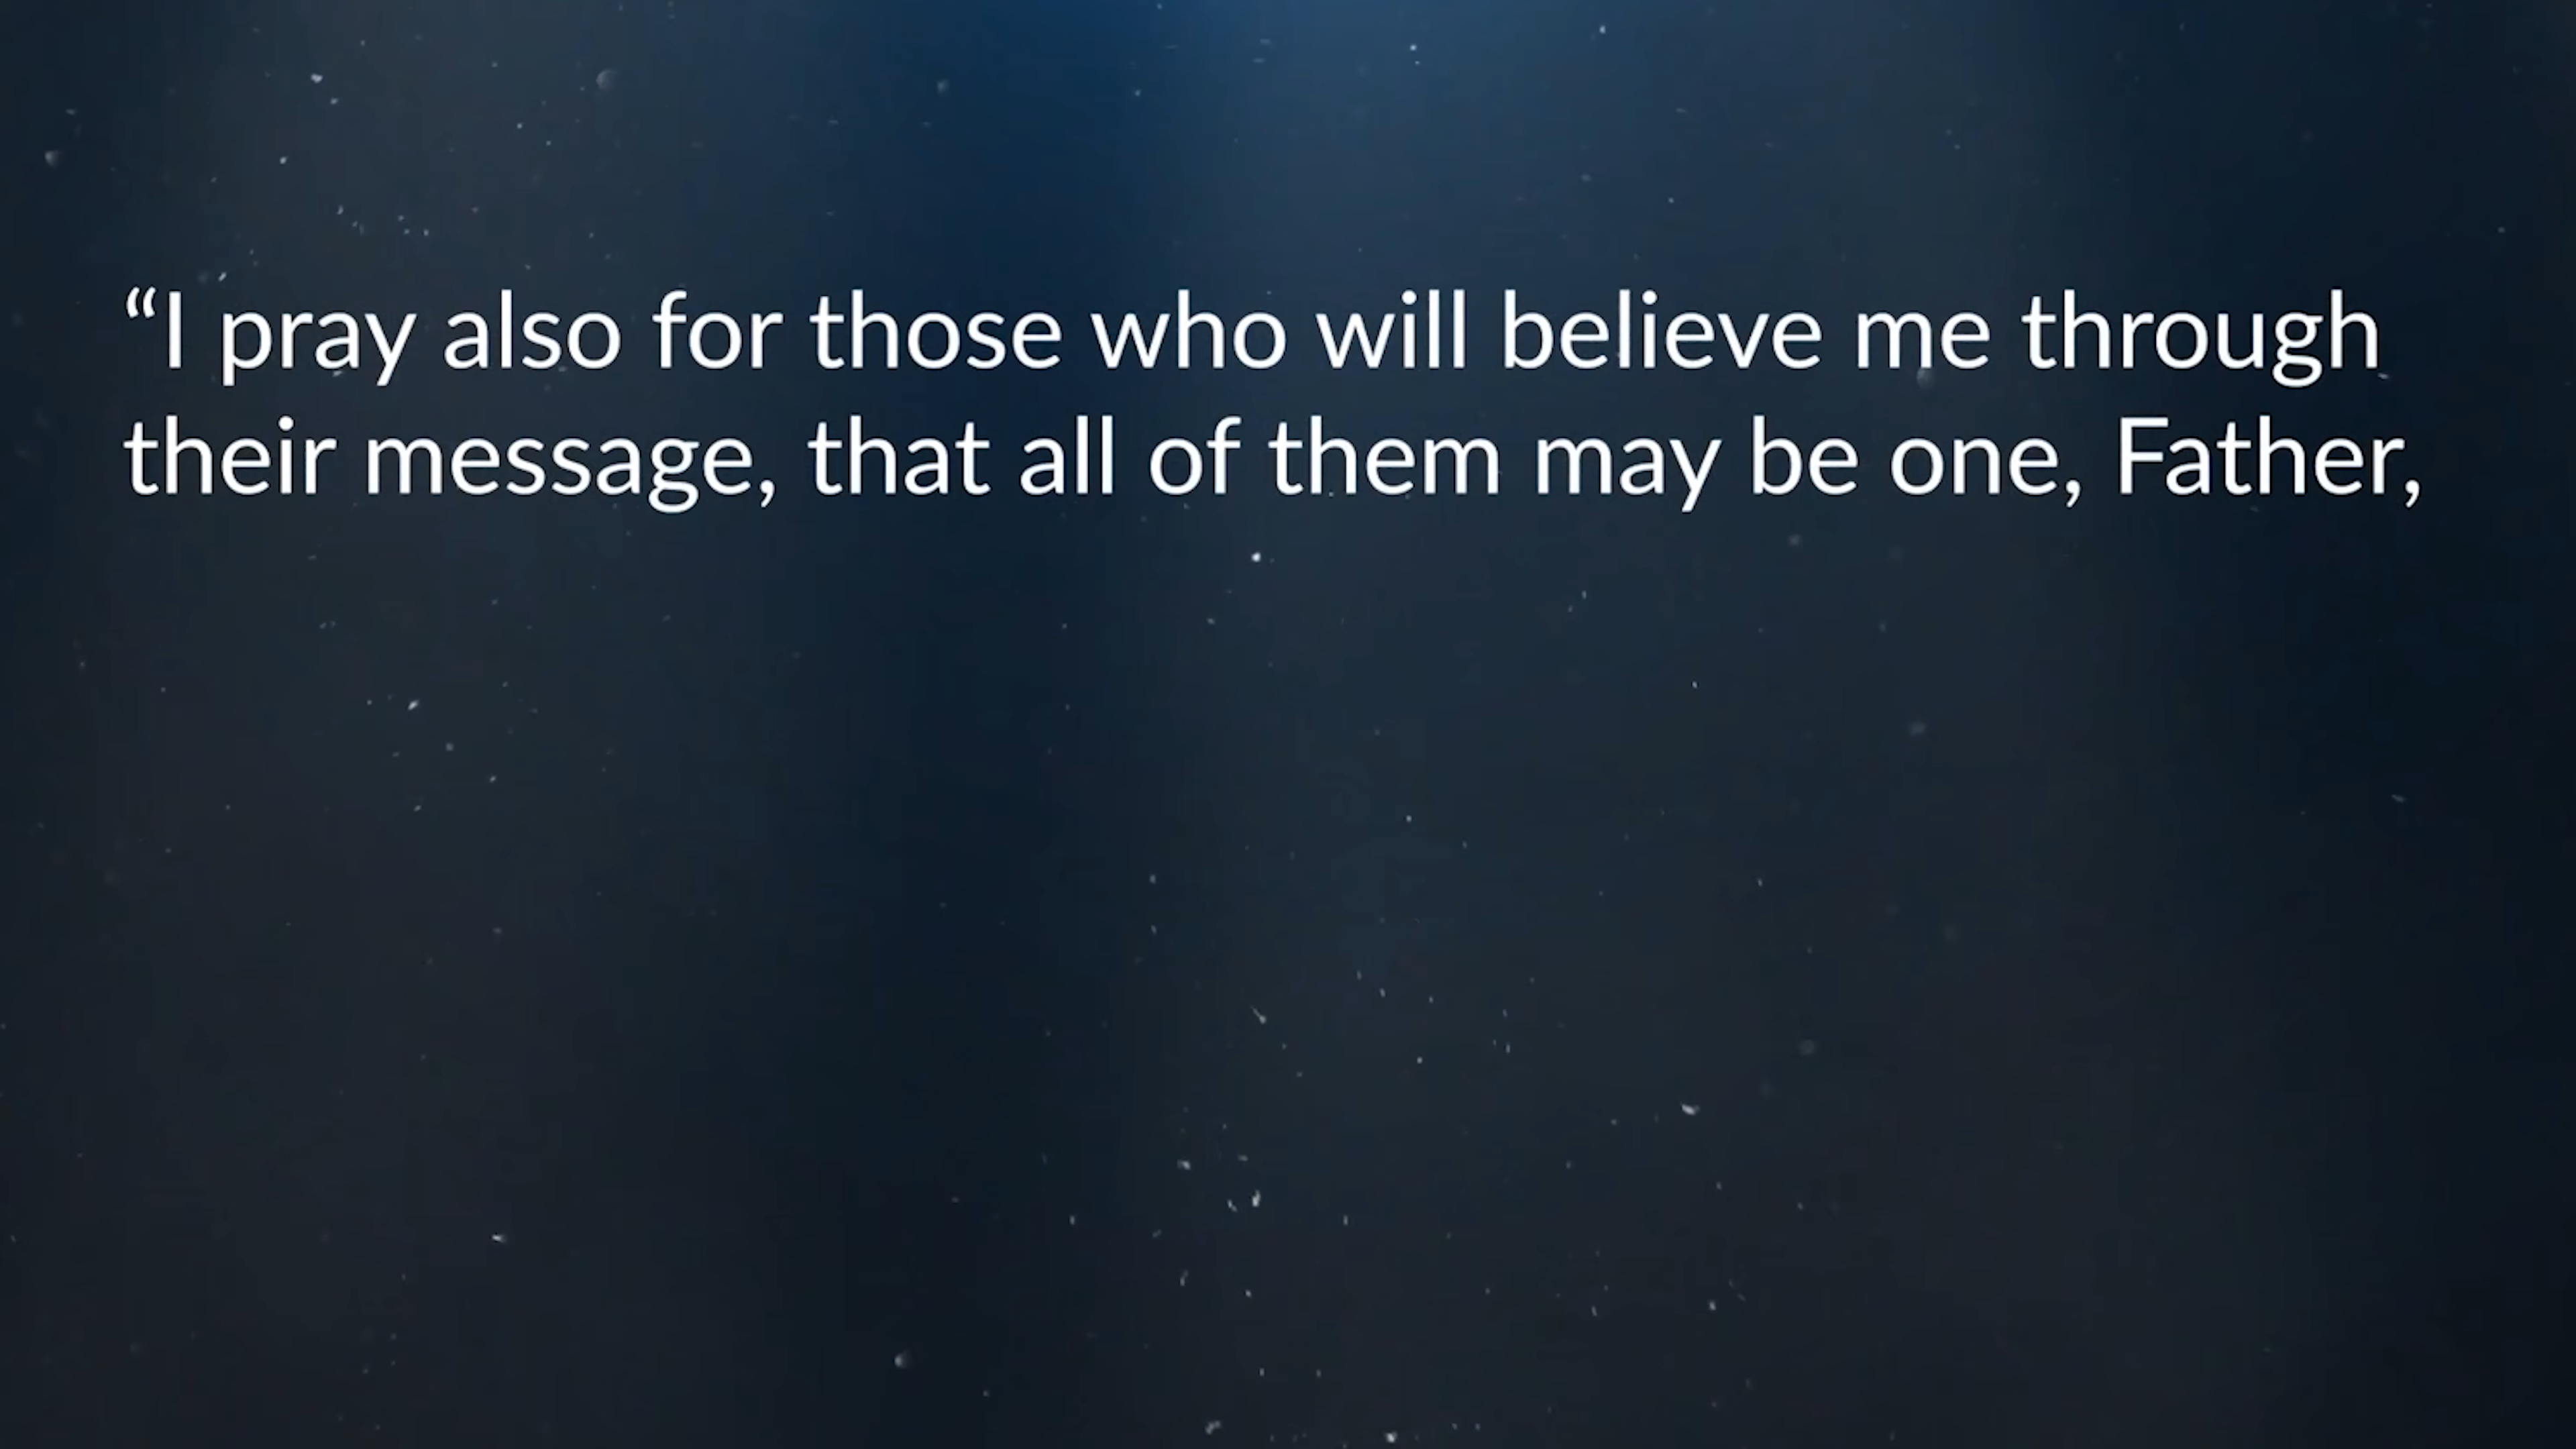 “I pray also for those who will believe me through
their message, that all of them may be one, Father,